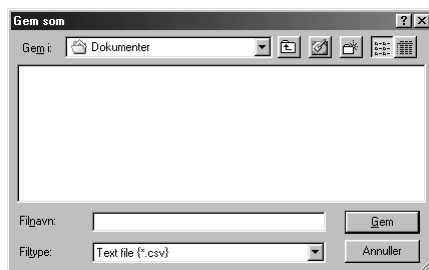 Gem som
Gem i: Dokumenter
Filnavn: Gem
Filtype: Text file {*.csv} Annuller